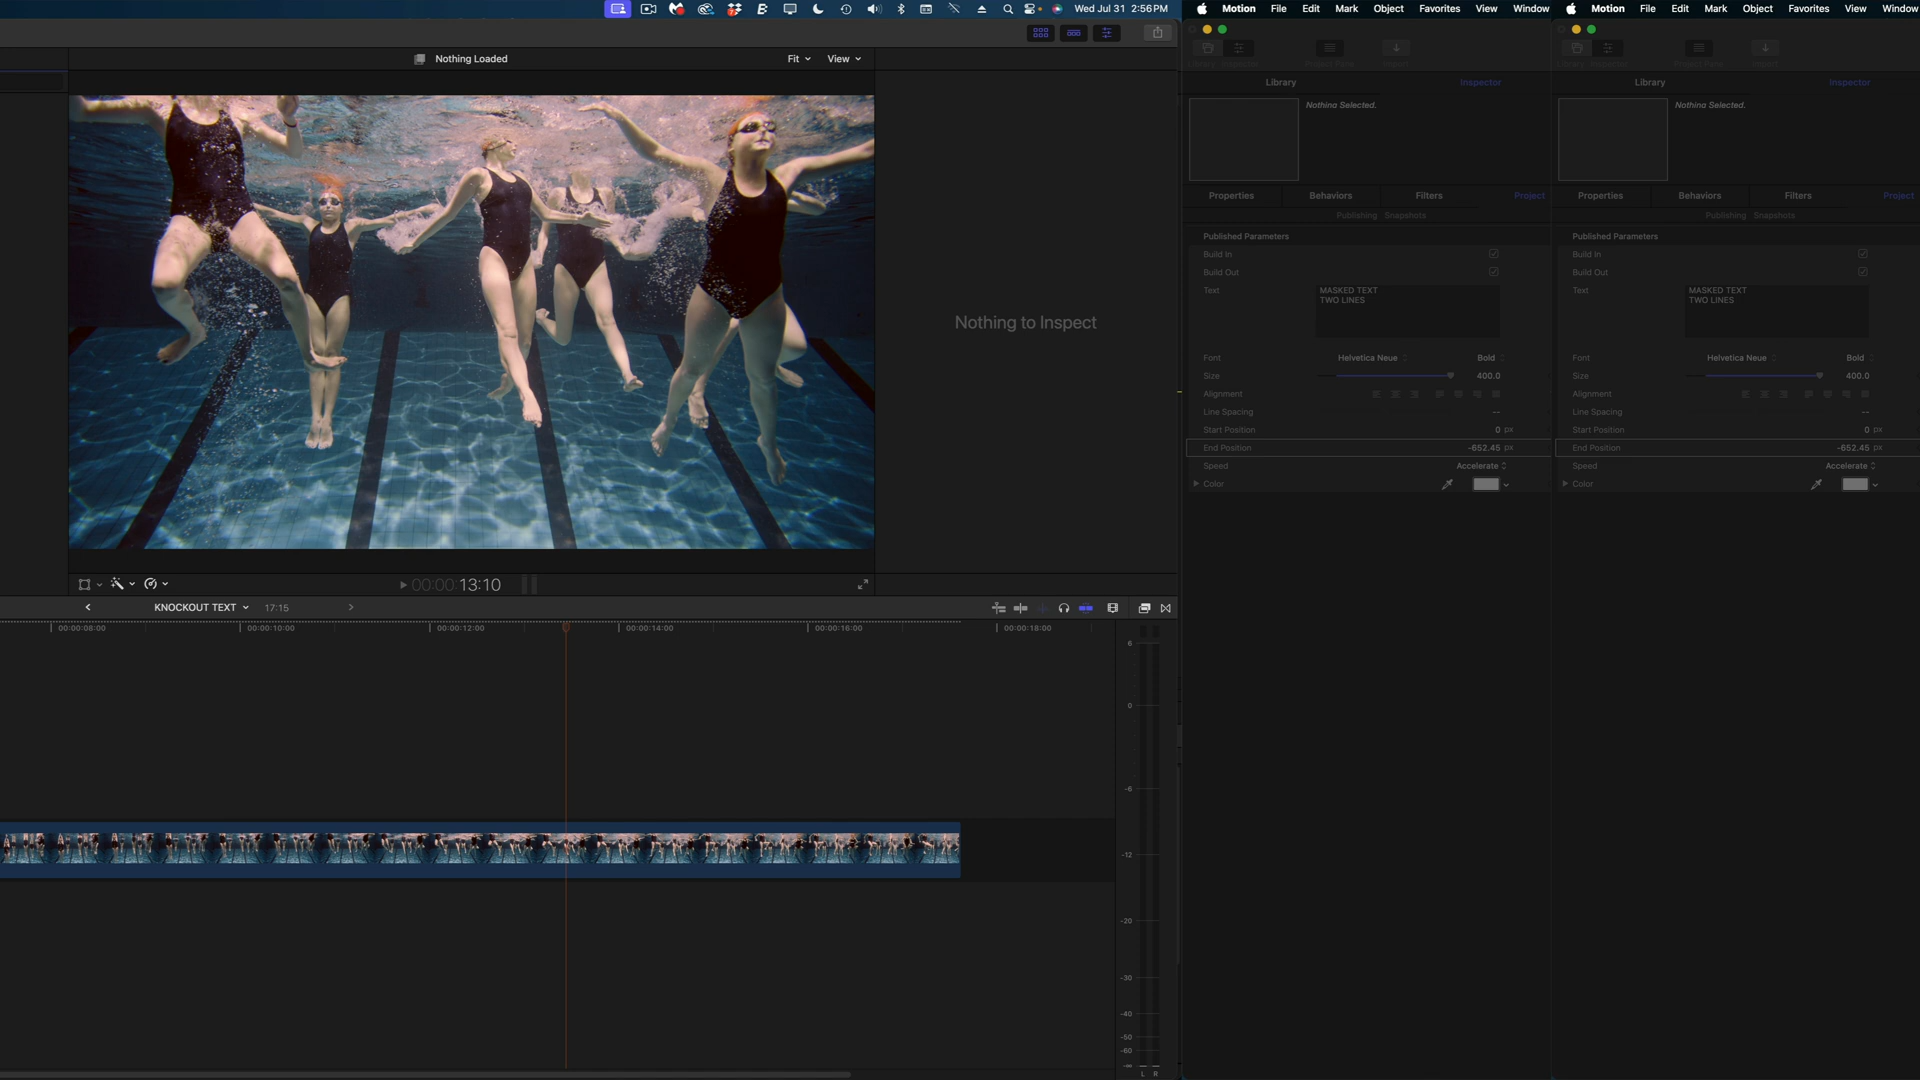 Wed Jul 31 2:56PM
Motion File Edit Mark Object Favorites View Window
Motion File Edit Mark Object Favorites View Window
Nothing Loaded
Fit
View
Library
Inspector
Nothing Selected.
Library
Inspector
Nothing Selected.
Nothing to Inspect
Properties Behaviors Filters Project
Publishing Snapshots
Published Parameters
Build In
Build Out
Text
MASKED TEXT
TWO LINES
Font Helvetica Neue Bold
Size 400.0
Alignment
Line Spacing --
Start Position 0 px
End Position -652.45 px
Speed Accelerate
Color
Properties Behaviors Filters Project
Publishing Snapshots
Published Parameters
Build In
Build Out
Text
MASKED TEXT
TWO LINES
Font Helvetica Neue Bold
Size 400.0
Alignment
Line Spacing --
Start Position 0 px
End Position -652.45 px
Speed Accelerate
Color
00:00:13:10
KNOCKOUT TEXT 17:15
00:00:08:00 00:00:10:00 00:00:12:00 00:00:14:00 00:00:16:00 00:00:18:00
6
0
-6
-12
-20
-30
-40
-50
-60
-∞
L R